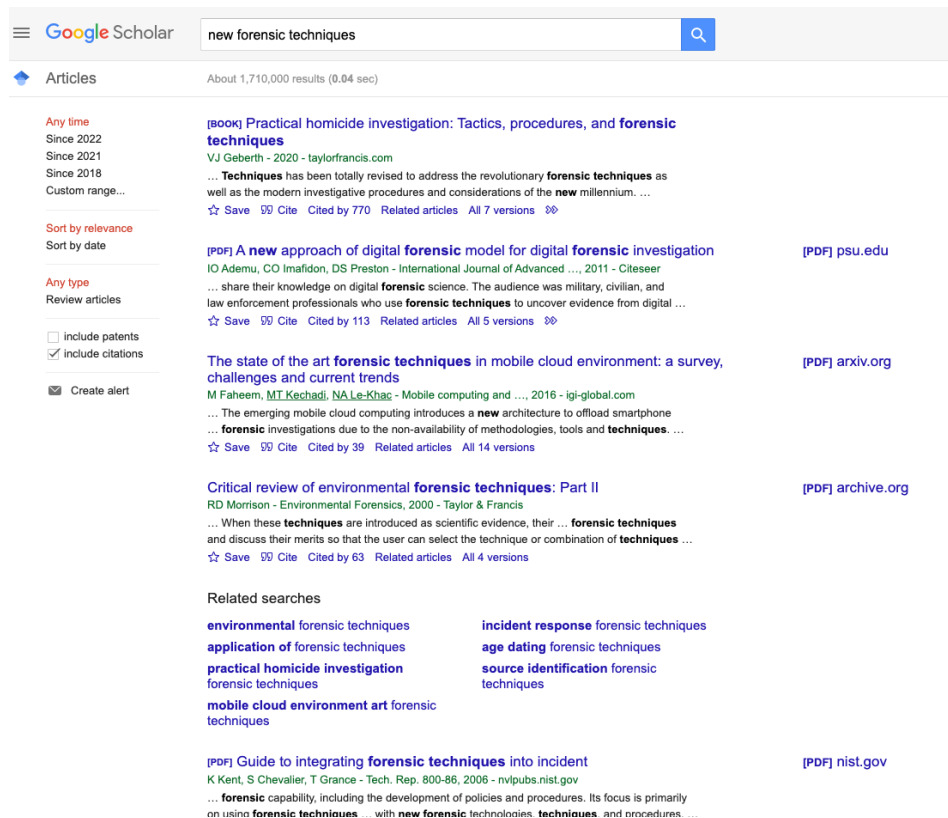 Google Scholar
new forensic techniques
Articles
About 1,710,000 results (0.04 sec)
Any time
Since 2022
Since 2021
Since 2018
Custom range...
Sort by relevance
Sort by date
Any type
Review articles
include patents
include citations
Create alert
[BOOK] Practical homicide investigation: Tactics, procedures, and forensic
techniques
VJ Geberth - 2020 - taylorfrancis.com
… Techniques has been totally revised to address the revolutionary forensic techniques as
well as the modern investigative procedures and considerations of the new millennium. …
Save Cite Cited by 770 Related articles All 7 versions
[PDF] A new approach of digital forensic model for digital forensic investigation
IO Ademu, CO Imafidon, DS Preston - International Journal of Advanced …, 2011 - Citeseer
… share their knowledge on digital forensic science. The audience was military, civilian, and
law enforcement professionals who use forensic techniques to uncover evidence from digital …
Save Cite Cited by 113 Related articles All 5 versions
[PDF] psu.edu
The state of the art forensic techniques in mobile cloud environment: a survey,
challenges and current trends
M Faheem, MT Kechadi, NA Le-Khac - Mobile computing and …, 2016 - igi-global.com
… The emerging mobile cloud computing introduces a new architecture to offload smartphone
… forensic investigations due to the non-availability of methodologies, tools and techniques. …
Save Cite Cited by 39 Related articles All 14 versions
[PDF] arxiv.org
Critical review of environmental forensic techniques: Part II
RD Morrison - Environmental Forensics, 2000 - Taylor & Francis
… When these techniques are introduced as scientific evidence, their … forensic techniques
and discuss their merits so that the user can select the technique or combination of techniques …
Save Cite Cited by 63 Related articles All 4 versions
[PDF] archive.org
Related searches
environmental forensic techniques
application of forensic techniques
practical homicide investigation
forensic techniques
mobile cloud environment art forensic
techniques
incident response forensic techniques
age dating forensic techniques
source identification forensic
techniques
[PDF] Guide to integrating forensic techniques into incident
K Kent, S Chevalier, T Grance - Tech. Rep. 800-86, 2006 - nvlpubs.nist.gov
… forensic capability, including the development of policies and procedures. Its focus is primarily
on using forensic techniques … with new forensic technologies, techniques, and procedures. …
[PDF] nist.gov